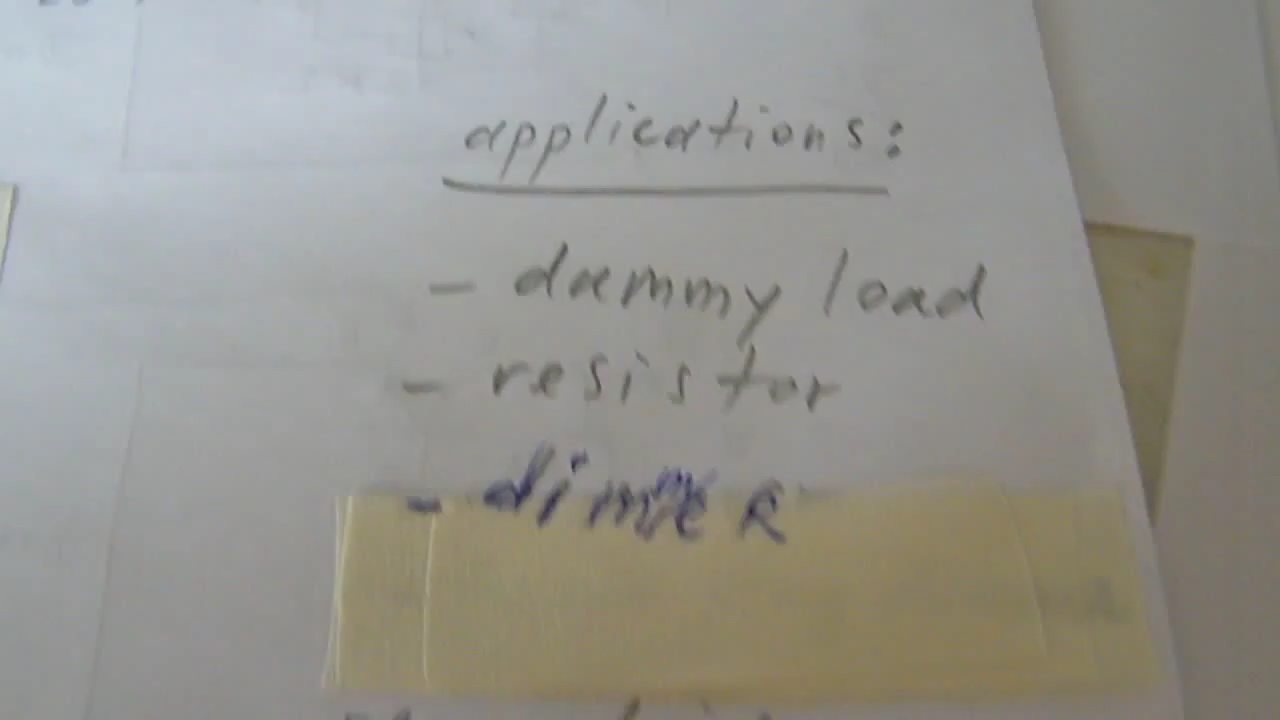 applications:
- dummy load
- resistor
- dimmer